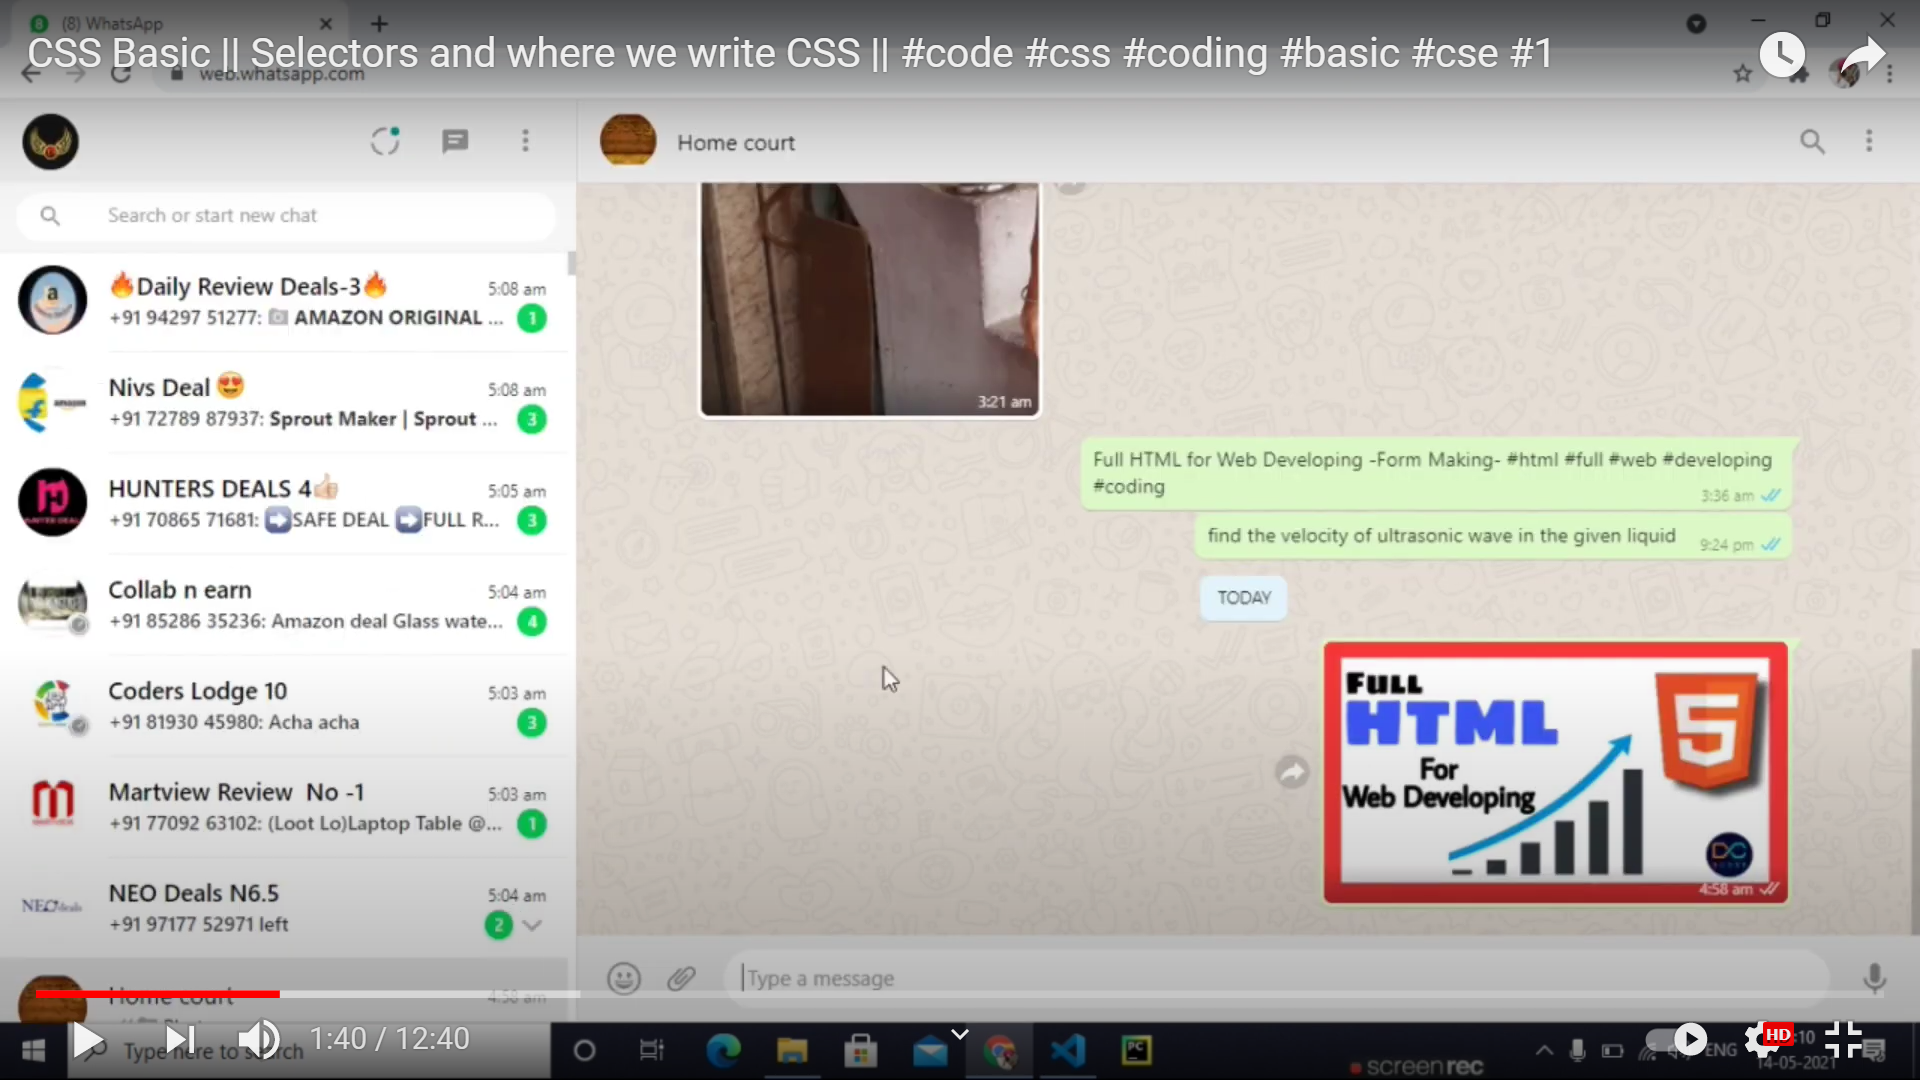 (8) WhatsApp
CSS Basic || Selectors and where we write CSS || #code #css #coding #basic #cse #1
web.whatsapp.com
Home court
Search or start new chat
🔥Daily Review Deals-3🔥
5:08 am
+91 94297 51277: 📷 AMAZON ORIGINAL ...
1
Nivs Deal 😍
5:08 am
+91 72789 87937: Sprout Maker | Sprout ...
3
HUNTERS DEALS 4👍🏻
5:05 am
+91 70865 71681: ➡️SAFE DEAL ➡️FULL R...
3
Collab n earn
5:04 am
+91 85286 35236: Amazon deal Glass wate...
4
Coders Lodge 10
5:03 am
+91 81930 45980: Acha acha
3
Martview Review No -1
5:03 am
+91 77092 63102: (Loot Lo)Laptop Table @...
1
NEO Deals N6.5
5:04 am
+91 97177 52971 left
2
Home court
4:58 am
3:21 am
Full HTML for Web Developing -Form Making- #html #full #web #developing
#coding
3:36 am
find the velocity of ultrasonic wave in the given liquid
9:24 pm
TODAY
FULL
HTML
For
Web Developing
5
DC
4:58 am
Type a message
1:40 / 12:40
Type here to search
PC
screenrec
ENG
HD
:10
14-05-2021